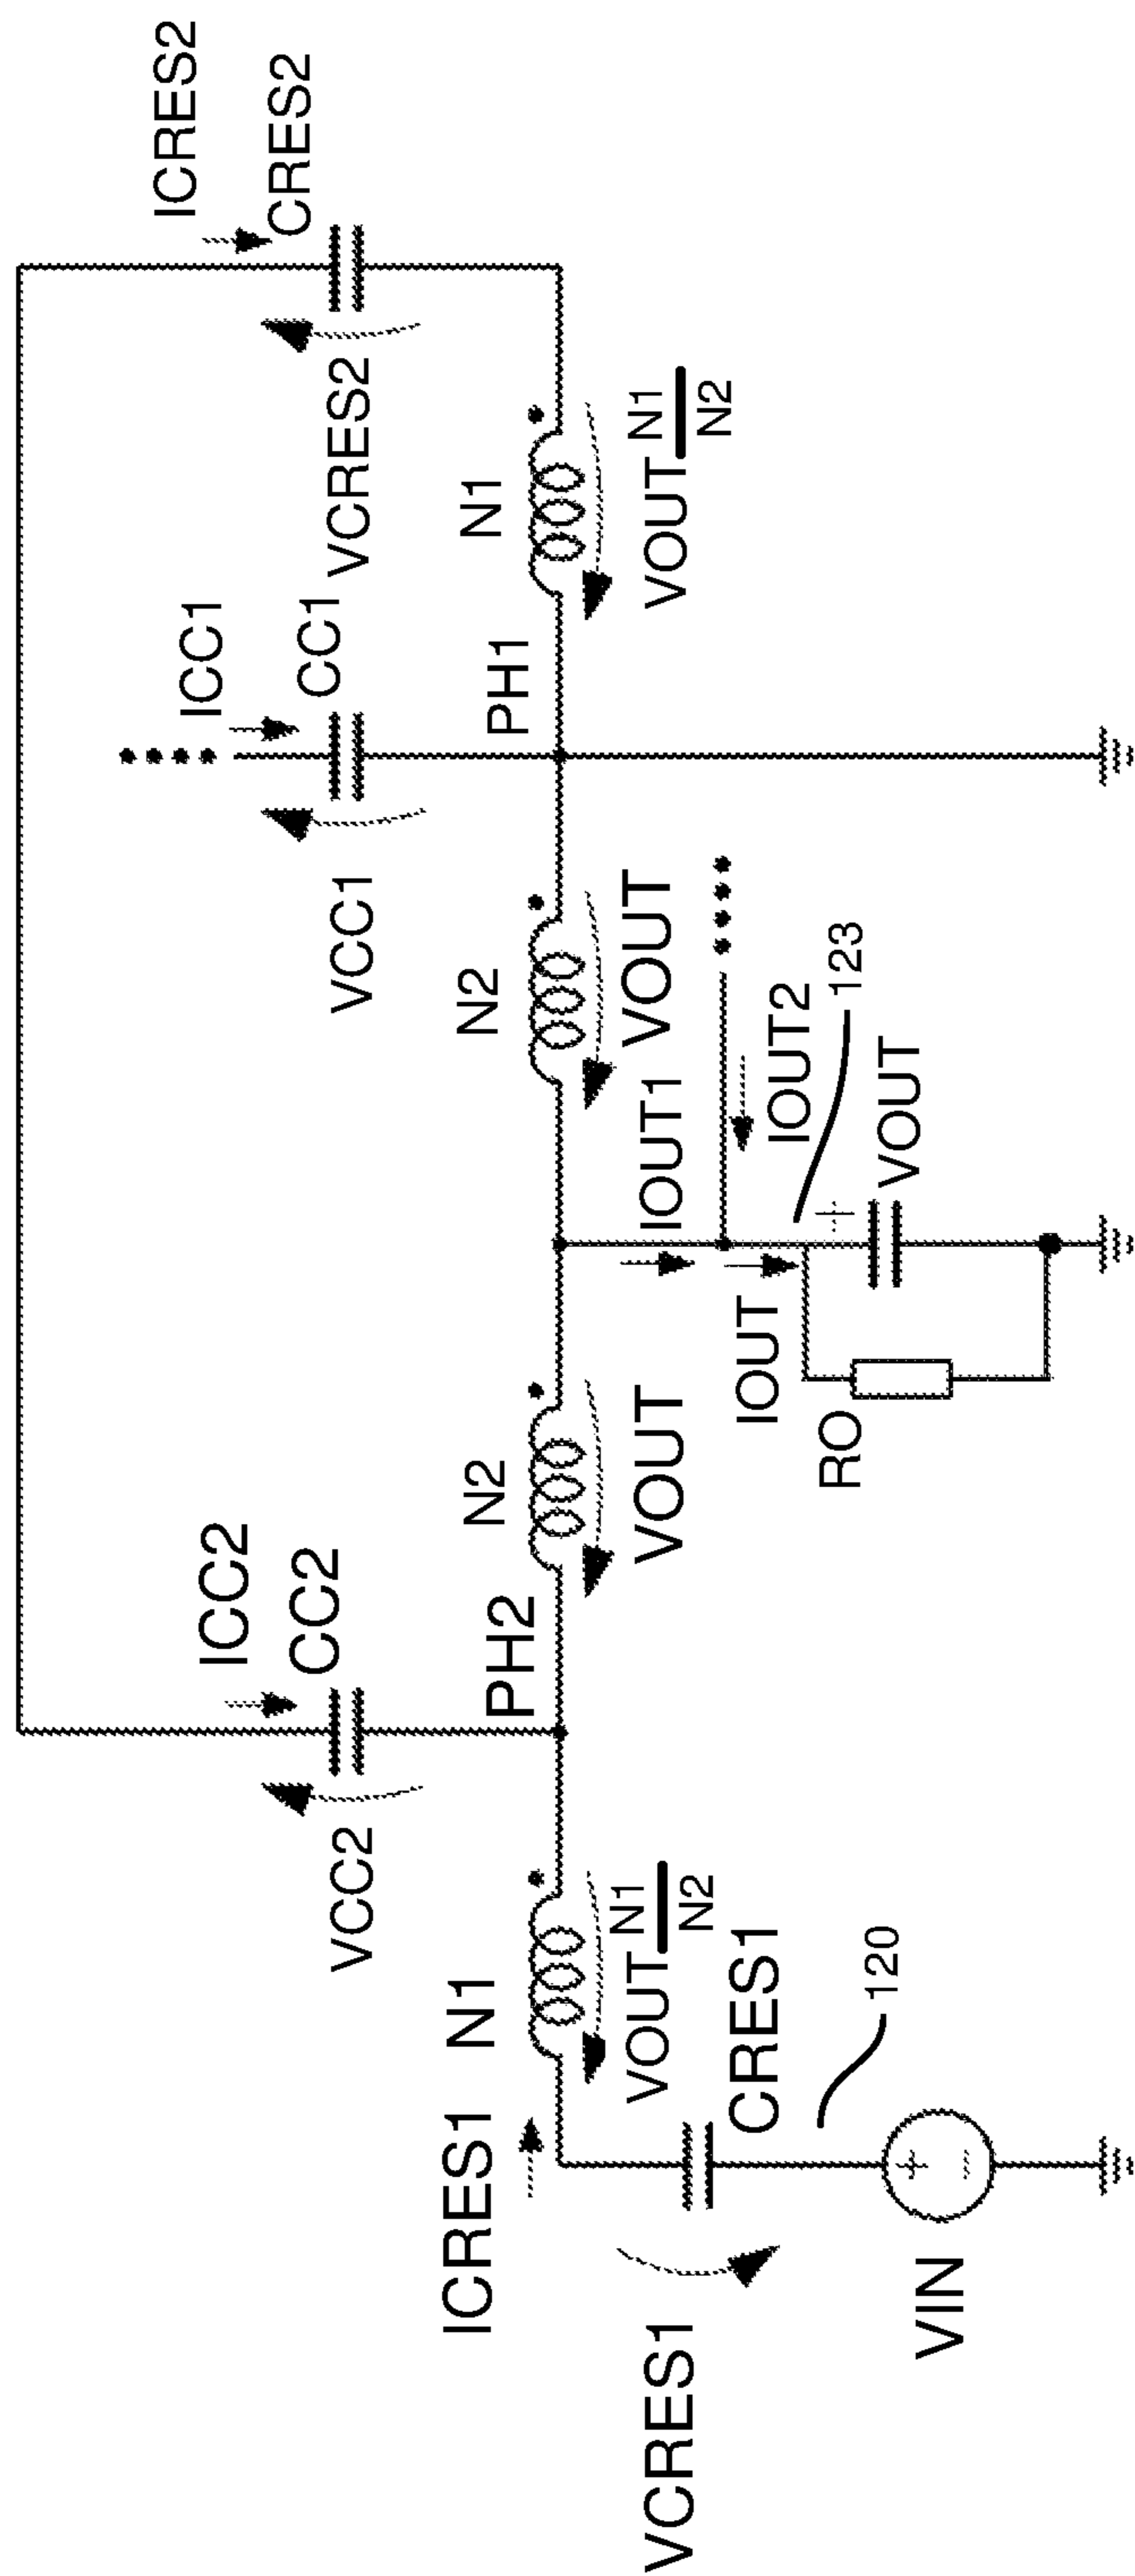 ICRES2
CRES2
VCRES2
N1
VOUT N1
N2
ICC1
CC1
VCC1
PH1
N2
VOUT
IOUT1
IOUT2
123
+
VOUT
IOUT
RO
N2
VOUT
ICC2
CC2
VCC2
PH2
N1
VOUT N1
N2
ICRES1
CRES1
VCRES1
120
+
−
VIN